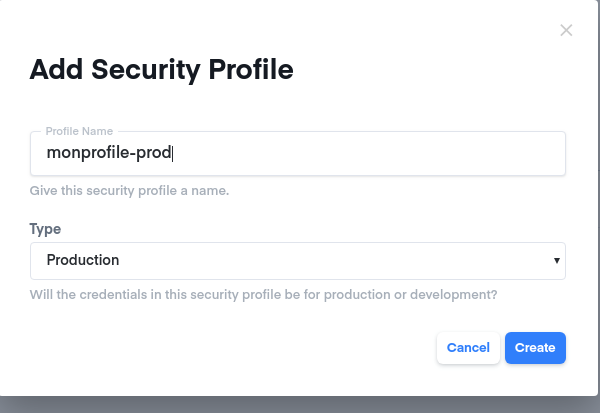 Add Security Profile
Profile Name
monprofile-prod
Give this security profile a name.
Type
Production
Will the credentials in this security profile be for production or development?
Cancel Create